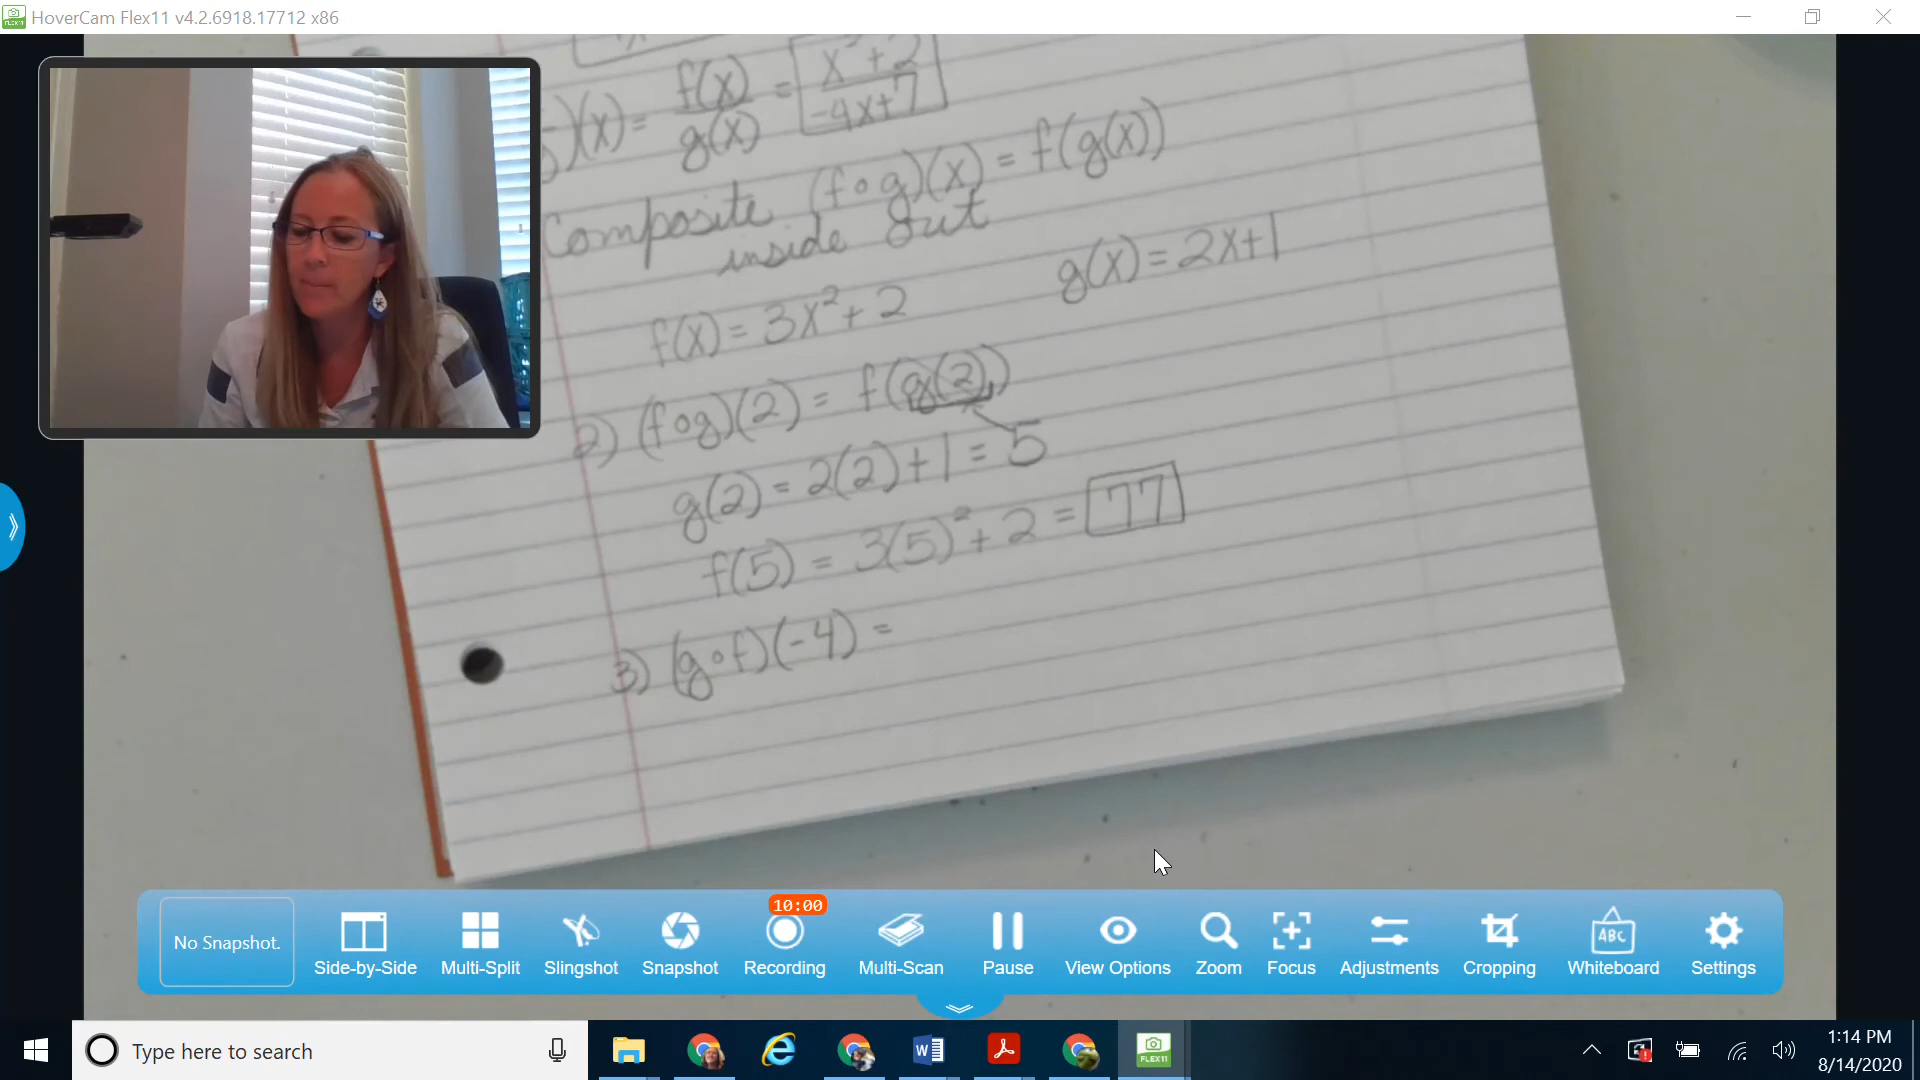 HoverCam Flex11 v4.2.6918.17712 x86
)(x) = f(x)/g(x) = x²+2/-4x+7
Composite (f∘g)(x) = f(g(x))
inside out
f(x) = 3x² + 2 g(x) = 2x+1
2) (f∘g)(2) = f(g(2))
g(2) = 2(2)+1 = 5
f(5) = 3(5)² + 2 = 77
3) (g∘f)(-4) =
10:00
No Snapshot.
Side-by-Side Multi-Split Slingshot Snapshot Recording Multi-Scan Pause View Options Zoom Focus Adjustments Cropping Whiteboard Settings
ABC
Type here to search
FLEX11
1:14 PM
8/14/2020